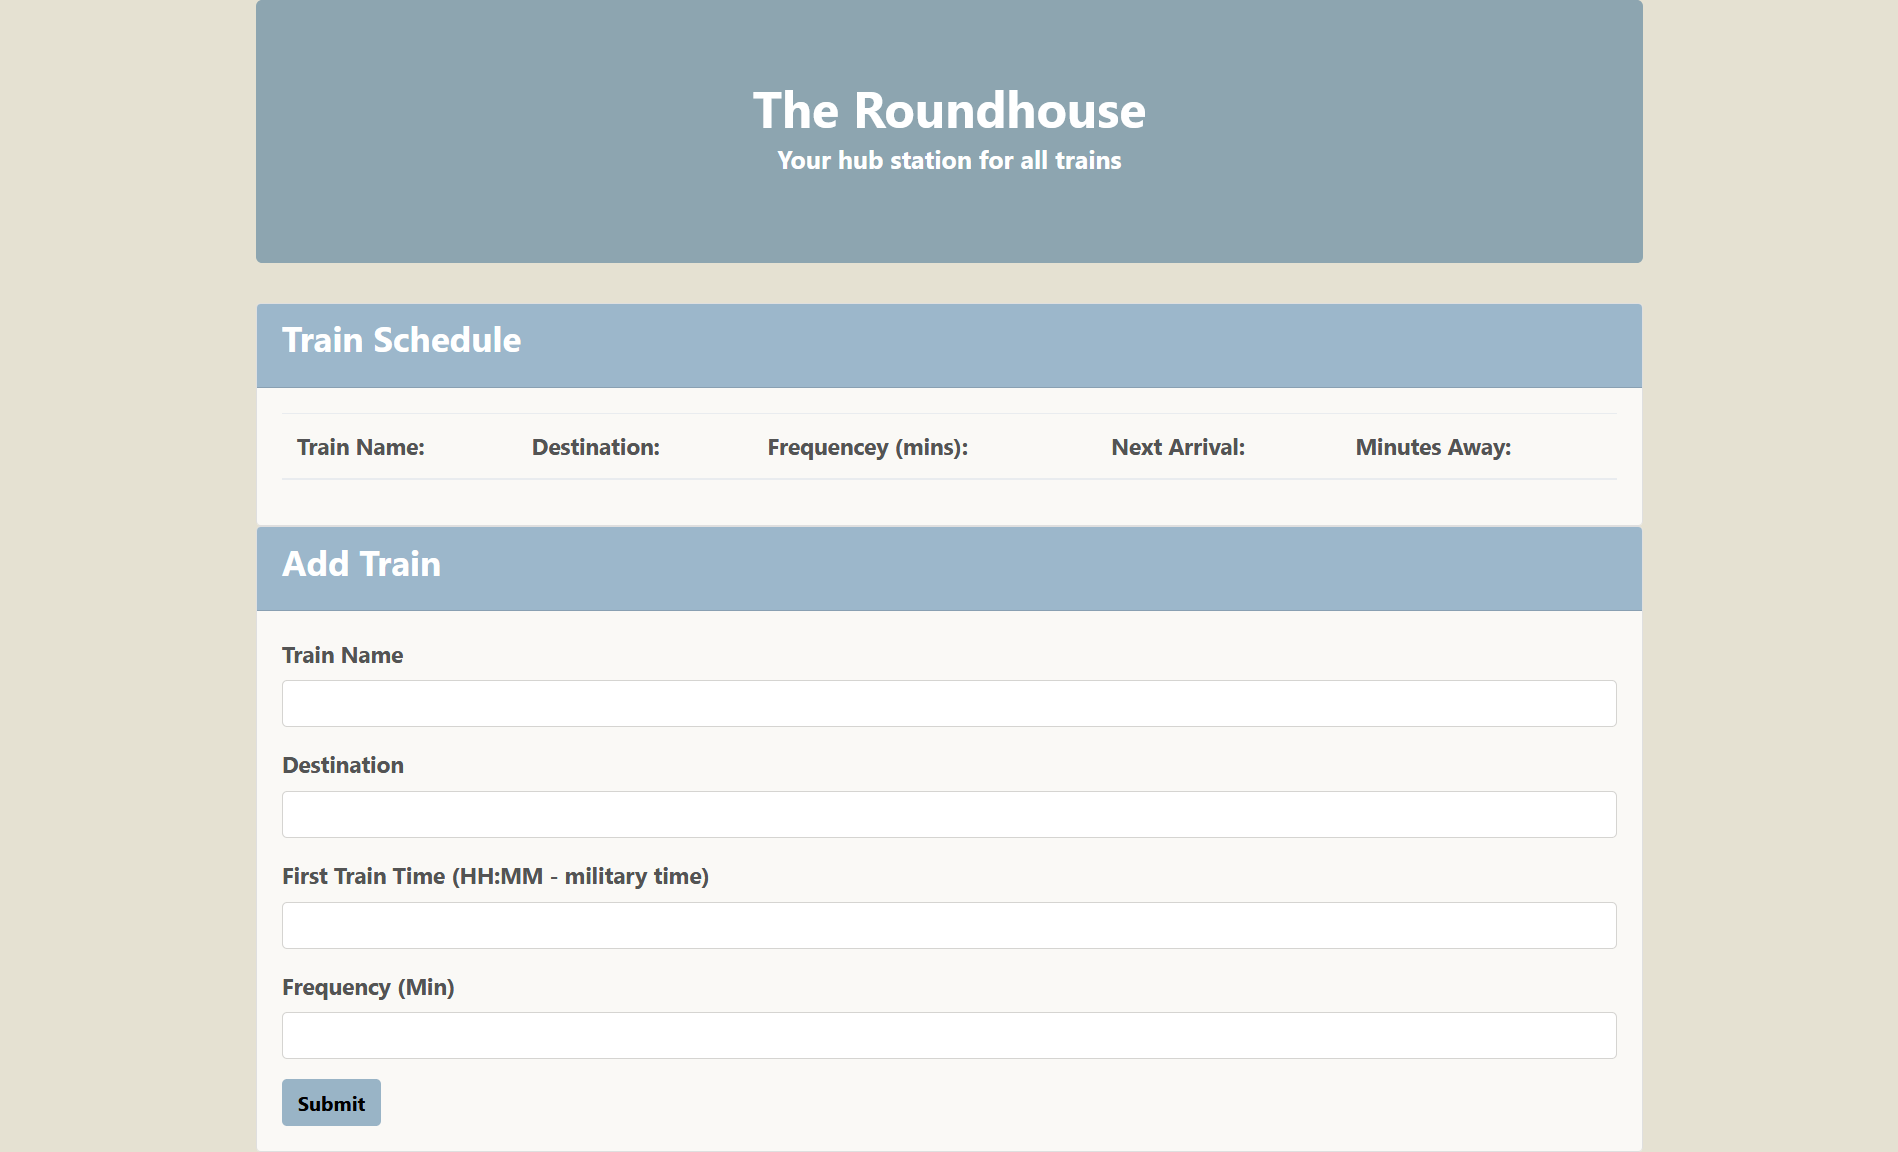 The Roundhouse
Your hub station for all trains
Train Schedule
Train Name: Destination: Frequencey (mins): Next Arrival: Minutes Away:
Add Train
Train Name
Destination
First Train Time (HH:MM - military time)
Frequency (Min)
Submit